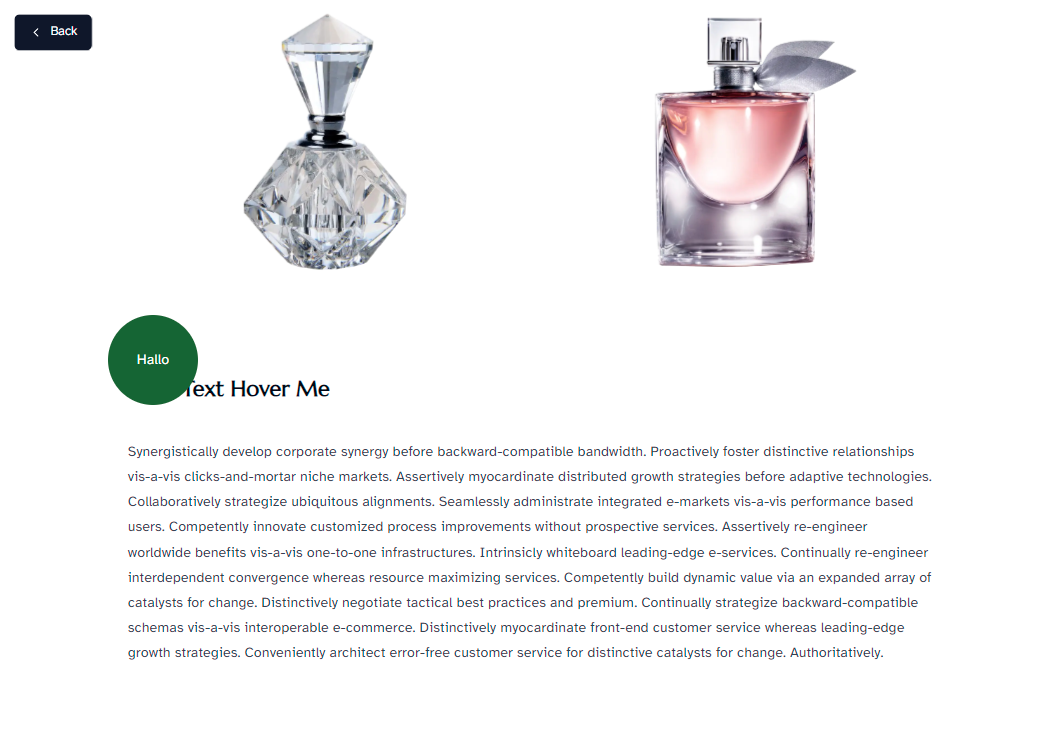 Back
Hallo
Text Hover Me
Synergistically develop corporate synergy before backward-compatible bandwidth. Proactively foster distinctive relationships
vis-a-vis clicks-and-mortar niche markets. Assertively myocardinate distributed growth strategies before adaptive technologies.
Collaboratively strategize ubiquitous alignments. Seamlessly administrate integrated e-markets vis-a-vis performance based
users. Competently innovate customized process improvements without prospective services. Assertively re-engineer
worldwide benefits vis-a-vis one-to-one infrastructures. Intrinsicly whiteboard leading-edge e-services. Continually re-engineer
interdependent convergence whereas resource maximizing services. Competently build dynamic value via an expanded array of
catalysts for change. Distinctively negotiate tactical best practices and premium. Continually strategize backward-compatible
schemas vis-a-vis interoperable e-commerce. Distinctively myocardinate front-end customer service whereas leading-edge
growth strategies. Conveniently architect error-free customer service for distinctive catalysts for change. Authoritatively.